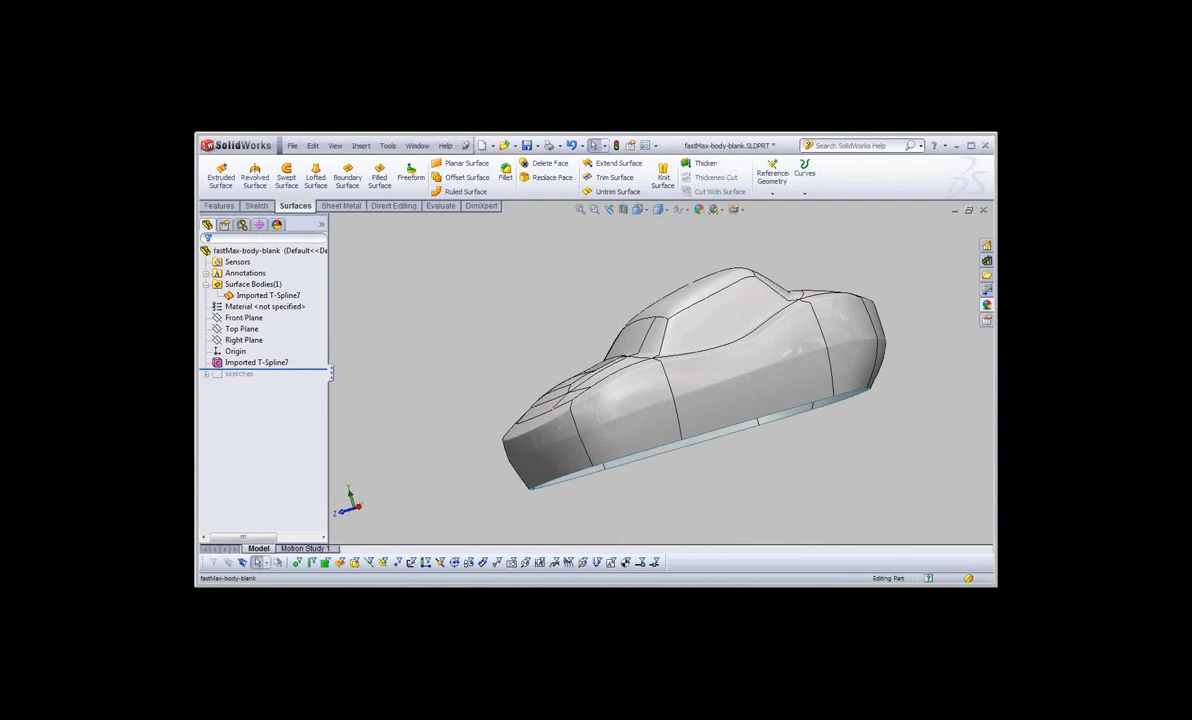 SolidWorks File Edit View Insert Tools Window Help fastMax-body-blank.SLDPRT * Search SolidWorks Help
Extruded Surface Revolved Surface Swept Surface Lofted Surface Boundary Surface Filled Surface Freeform Planar Surface Offset Surface Ruled Surface Fillet Delete Face Replace Face Extend Surface Trim Surface Untrim Surface Knit Surface Thicken Thickened Cut Cut With Surface Reference Geometry Curves
Features Sketch Surfaces Sheet Metal Direct Editing Evaluate DimXpert
fastMax-body-blank (Default<<De
Sensors
Annotations
Surface Bodies(1)
Imported T-Spline7
Material <not specified>
Front Plane
Top Plane
Right Plane
Origin
Imported T-Spline7
sketches
Y
Z
Model Motion Study 1
fastMax-body-blank Editing Part